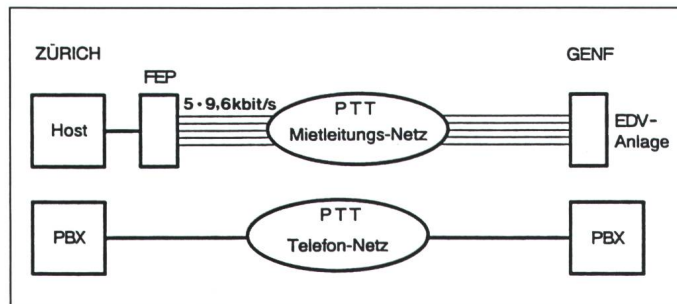 ZÜRICH
GENF
FEP
5・9,6kbit/s
Host
PTT
Mietleitungs-Netz
EDV-
Anlage
PBX
PTT
Telefon-Netz
PBX